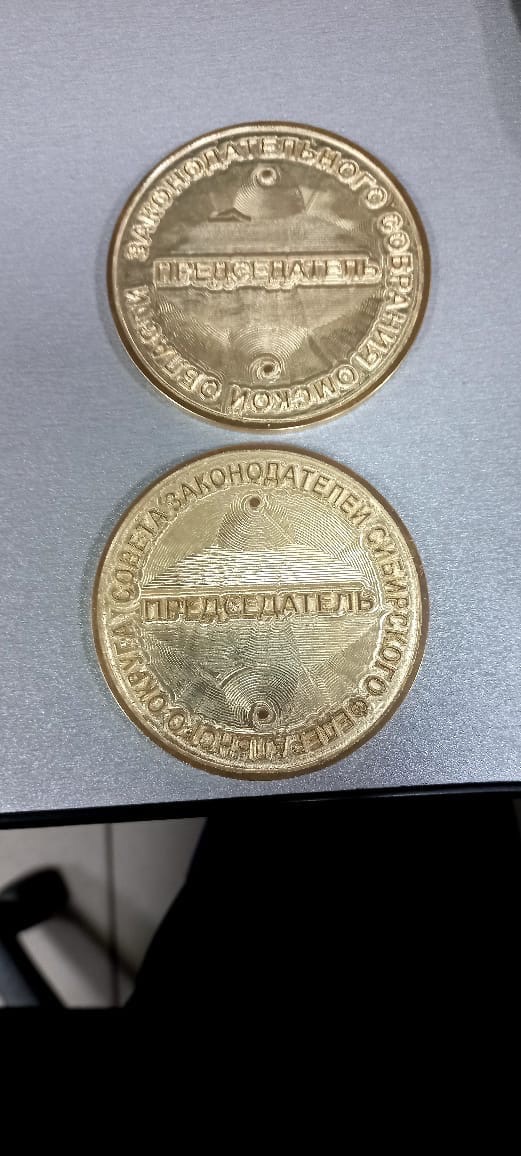 ЗАКОНОДАТЕЛЬНОГО СОБРАНИЯ ОМСКОЙ ОБЛАСТИ
ПРЕДСЕДАТЕЛЬ
СОВЕТА ЗАКОНОДАТЕЛЕЙ СИБИРСКОГО ФЕДЕРАЛЬНОГО ОКРУГА
ПРЕДСЕДАТЕЛЬ